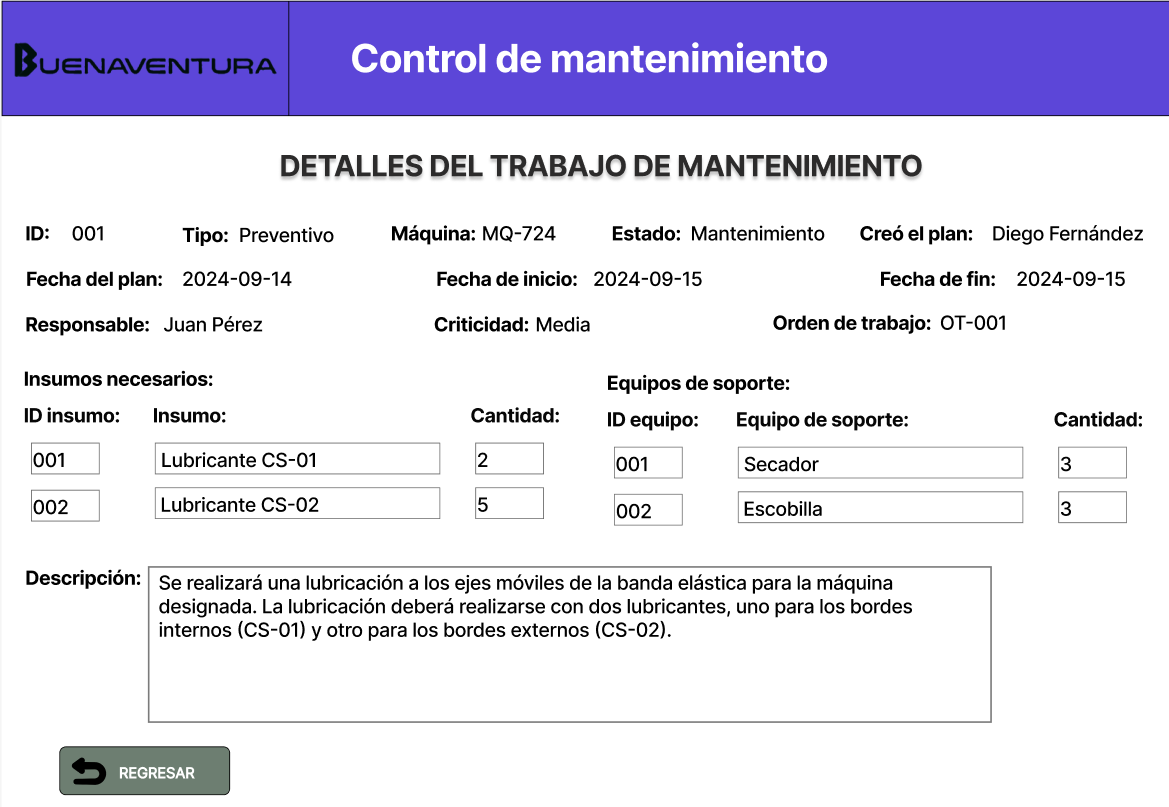 BUENAVENTURA
Control de mantenimiento
DETALLES DEL TRABAJO DE MANTENIMIENTO
ID: 001 Tipo: Preventivo Máquina: MQ-724 Estado: Mantenimiento Creó el plan: Diego Fernández
Fecha del plan: 2024-09-14 Fecha de inicio: 2024-09-15 Fecha de fin: 2024-09-15
Responsable: Juan Pérez Criticidad: Media Orden de trabajo: OT-001
Insumos necesarios:
ID insumo: Insumo: Cantidad:
001 Lubricante CS-01 2
002 Lubricante CS-02 5
Equipos de soporte:
ID equipo: Equipo de soporte: Cantidad:
001 Secador 3
002 Escobilla 3
Descripción:
Se realizará una lubricación a los ejes móviles de la banda elástica para la máquina
designada. La lubricación deberá realizarse con dos lubricantes, uno para los bordes
internos (CS-01) y otro para los bordes externos (CS-02).
REGRESAR